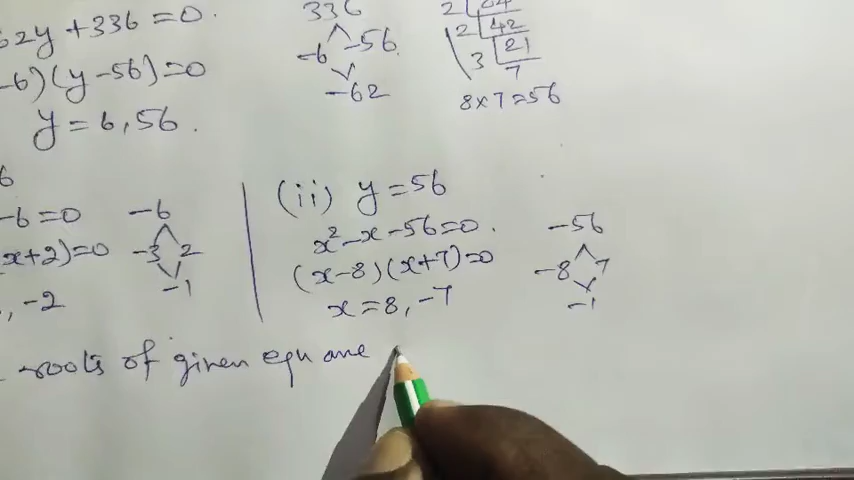 62y + 336 = 0.
-6) (y - 56) = 0
y = 6, 56.
336
-6 -56
-62
2
2 42
3 21
7
8 x 7 = 56
6
-6 = 0
x + 2) = 0
, -2
-6
-3 2
-1
(ii) y = 56
x² - x - 56 = 0.
(x - 8) (x + 7) = 0
x = 8, -7
-56
-8 7
-1
roots of given equn are